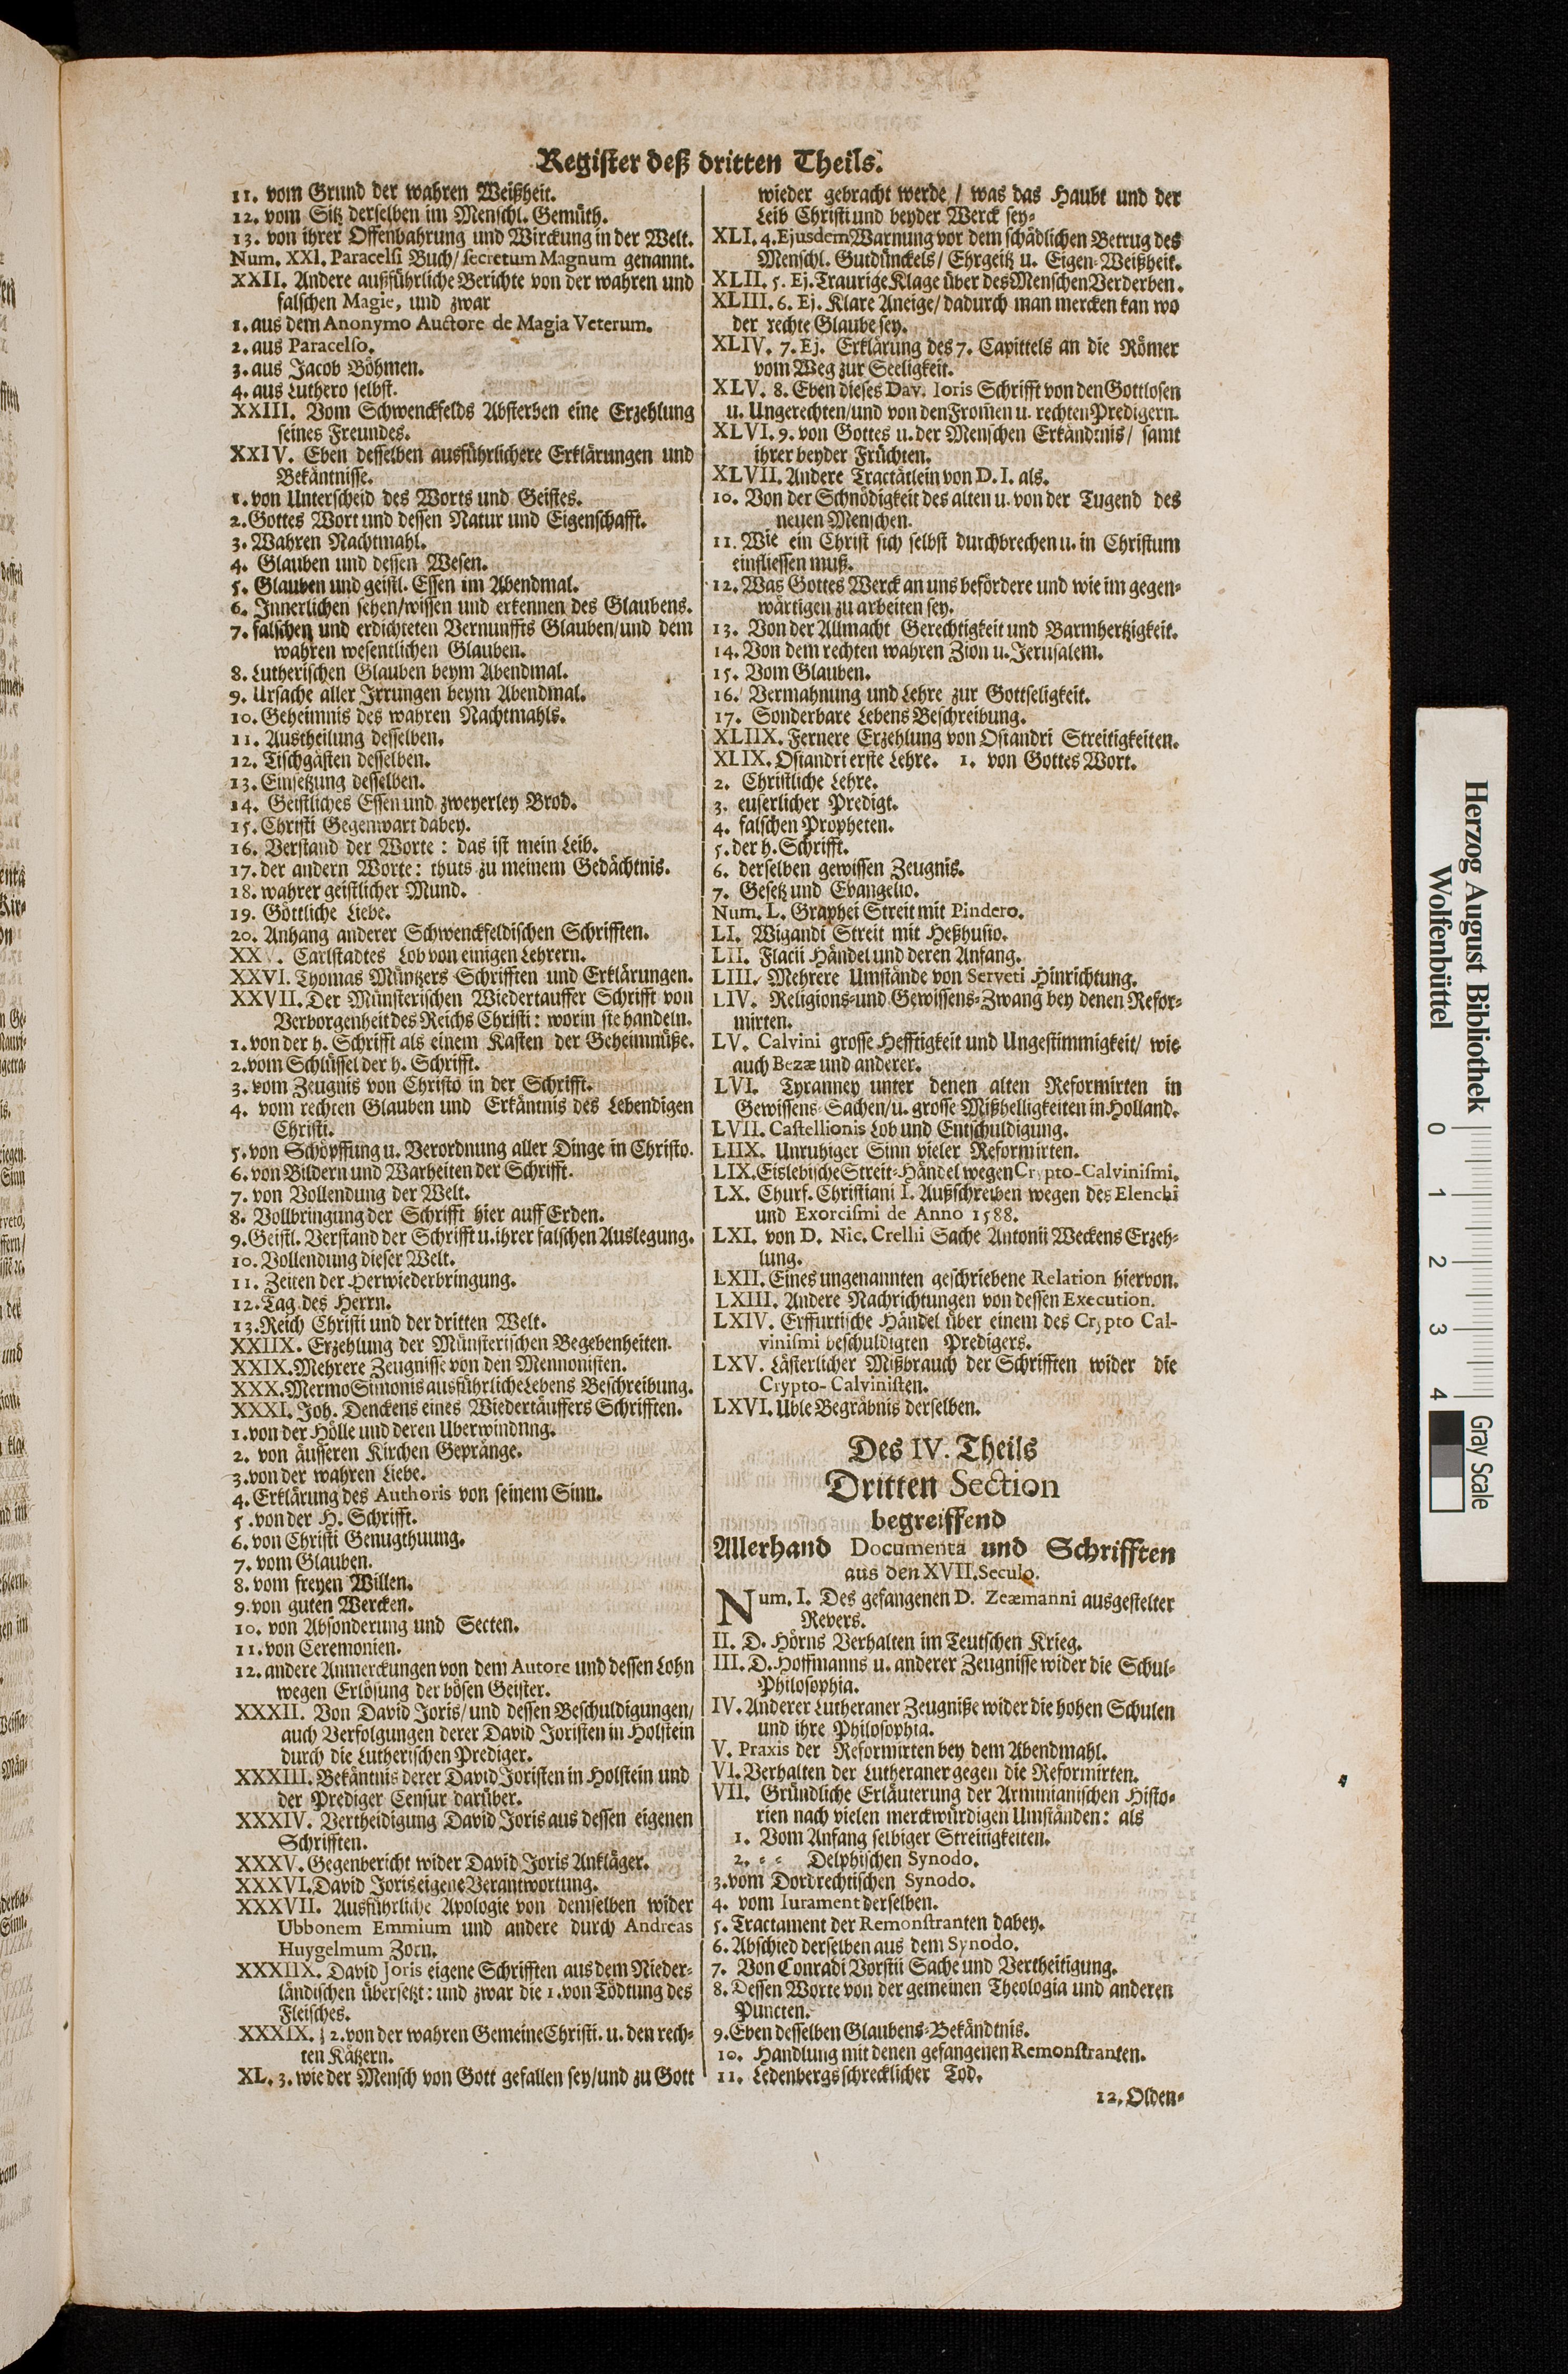 Register deß dritten Theils.
11. vom Grund der wahren Weißheit.
12. vom Sitz derselben im Menschl. Gemüth.
13. von ihrer Offenbahrung und Wirckung in der Welt.
Num. XXI. Paracelsi Buch/ secretum Magnum genannt.
XXII. Andere außführliche Berichte von der wahren und
falschen Magie, und zwar
1. aus dem Anonymo Auctore de Magia Veterum.
2. aus Paracelso.
3. aus Jacob Böhmen.
4. aus Luthero selbst.
XXIII. Vom Schwenckfelds Absterben eine Erzehlung
seines Freundes.
XXIV. Eben desselben ausführlichere Erklärungen und
Bekäntnisse.
1. von Unterscheid des Worts und Geistes.
2. Gottes Wort und dessen Natur und Eigenschafft.
3. Wahren Nachtmahl.
4. Glauben und dessen Wesen.
5. Glauben und geistl. Essen im Abendmal.
6. Innerlichen sehen/wissen und erkennen des Glaubens.
7. falschen und erdichteten Vernunffts Glauben/und dem
wahren wesentlichen Glauben.
8. Lutherischen Glauben beym Abendmal.
9. Ursache aller Irrungen beym Abendmal.
10. Geheimnis des wahren Nachtmahls.
11. Austheilung desselben.
12. Tischgästen desselben.
13. Einsetzung desselben.
14. Geistliches Essen und zweyerley Brod.
15. Christi Gegenwart dabey.
16. Verstand der Worte: das ist mein Leib.
17. der andern Worte: thuts zu meinem Gedächtnis.
18. wahrer geistlicher Mund.
19. Göttliche Liebe.
20. Anhang anderer Schwenckfeldischen Schrifften.
XXV. Carlstadtes Lob von einigen Lehrern.
XXVI. Thomas Müntzers Schrifften und Erklärungen.
XXVII. Der Münsterischen Wiedertauffer Schrifft von
Verborgenheit des Reichs Christi: worin sie handeln.
1. von der h. Schrifft als einem Kasten der Geheimnüße.
2. vom Schlüssel der h. Schrifft.
3. vom Zeugnis von Christo in der Schrifft.
4. vom rechten Glauben und Erkäntnis des Lebendigen
Christi.
5. von Schöpffung u. Verordnung aller Dinge in Christo.
6. von Bildern und Warheiten der Schrifft.
7. von Vollendung der Welt.
8. Vollbringung der Schrifft hier auff Erden.
9. Geistl. Verstand der Schrifft u. ihrer falschen Auslegung.
10. Vollendung dieser Welt.
11. Zeiten der Herwiederbringung.
12. Tag des Herrn.
13. Reich Christi und der dritten Welt.
XXIIX. Erzehlung der Münsterischen Begebenheiten.
XXIX. Mehrere Zeugnisse von den Mennonisten.
XXX. Mermo Simonis ausführliche Lebens Beschreibung.
XXXI. Joh. Denckens eines Wiedertäuffers Schrifften.
1. von der Hölle und deren Uberwindnng.
2. von äusseren Kirchen Gepränge.
3. von der wahren Liebe.
4. Erklärung des Authoris von seinem Sinn.
5. von der H. Schrifft.
6. von Christi Genugthuung.
7. vom Glauben.
8. vom freyen Willen.
9. von guten Wercken.
10. von Absonderung und Secten.
11. von Ceremonien.
12. andere Anmerckungen von dem Autore und dessen Lohn
wegen Erlösung der bösen Geister.
XXXII. Von David Joris/ und dessen Beschuldigungen/
auch Verfolgungen derer David Joristen in Holstein
durch die Lutherischen Prediger.
XXXIII. Bekäntnis derer David Joristen in Holstein und
der Prediger Censur darüber.
XXXIV. Vertheidigung David Joris aus dessen eigenen
Schrifften.
XXXV. Gegenbericht wider David Joris Ankläger.
XXXVI. David Joris eigene Verantwortung.
XXXVII. Ausführliche Apologie von demselben wider
Ubbonem Emmium und andere durch Andreas
Huygelmum Zorn.
XXXIIX. David Joris eigene Schrifften aus dem Nieder-
ländischen übersetzt: und zwar die 1. von Tödtung des
Fleisches.
XXXIX. 2. von der wahren Gemeine Christi. u. den rech-
ten Kätzern.
XL. 3. wie der Mensch von Gott gefallen sey/und zu Gott
wieder gebracht werde / was das Haubt und der
Leib Christi und beyder Werck sey-
XLI. 4. Ejusdem Warnung vor dem schädlichen Betrug des
Menschl. Gutdünckels/ Ehrgeitz u. Eigen-Weißheit.
XLII. 5. Ej. Traurige Klage über des Menschen Verderben.
XLIII. 6. Ej. Klare Aneige/ dadurch man mercken kan wo
der rechte Glaube sey.
XLIV. 7. Ej. Erklärung des 7. Capittels an die Römer
vom Weg zur Seeligkeit.
XLV. 8. Eben dieses Dav. Ioris Schrifft von den Gottlosen
u. Ungerechten/und von den From̃en u. rechten Predigern.
XLVI. 9. von Gottes u. der Menschen Erkändtnis/ samt
ihrer beyder Früchten.
XLVII. Andere Tractätlein von D. I. als.
10. Von der Schnödigkeit des alten u. von der Tugend des
neuen Menschen.
11. Wie ein Christ sich selbst durchbrechen u. in Christum
einfliessen muß.
12. Was Gottes Werck an uns befördere und wie im gegen-
wärtigen zu arbeiten sey.
13. Von der Allmacht Gerechtigkeit und Barmhertzigkeit.
14. Von dem rechten wahren Zion u. Jerusalem.
15. Vom Glauben.
16. Vermahnung und Lehre zur Gottseligkeit.
17. Sonderbare Lebens Beschreibung.
XLIIX. Fernere Erzehlung von Osiandri Streitigkeiten.
XLIX. Osiandri erste Lehre. 1. von Gottes Wort.
2. Christliche Lehre.
3. euserlicher Predigt.
4. falschen Propheten.
5. der h. Schrifft.
6. derselben gewissen Zeugnis.
7. Gesetz und Evangelio.
Num. L. Graphei Streit mit Pindero.
LI. Wigandi Streit mit Heßhusio.
LII. Flacii Händel und deren Anfang.
LIII. Mehrere Umstände von Serveti Hinrichtung.
LIV. Religions-und Gewissens-Zwang bey denen Refor-
mirten.
LV. Calvini grosse Hefftigkeit und Ungestimmigkeit/ wie
auch Bezæ und anderer.
LVI. Tyranney unter denen alten Reformirten in
Gewissens-Sachen/u. grosse Mißhelligkeiten in Holland.
LVII. Castellionis Lob und Entschuldigung.
LIIX. Unruhiger Sinn vieler Reformirten.
LIX. Eislebische Streit-Händel wegen Crypto-Calvinismi.
LX. Churf. Christiani I. Außschreiben wegen des Elenchi
und Exorcismi de Anno 1588.
LXI. von D. Nic. Crellii Sache Antonii Weckens Erzeh-
lung.
LXII. Eines ungenannten geschriebene Relation hiervon.
LXIII. Andere Nachrichtungen von dessen Execution.
LXIV. Erffurtische Händel über einem des Crypto Cal-
vinismi beschuldigten Predigers.
LXV. Lästerlicher Mißbrauch der Schrifften wider die
Crypto-Calvinisten.
LXVI. Uble Begräbnis derselben.
Des IV. Theils
Dritten Section
begreiffend
Allerhand Documenta und Schrifften
aus den XVII. Seculo.
Num. I. Des gefangenen D. Zeæmanni ausgestelter
Revers.
II. D. Hörns Verhalten im Teutschen Krieg.
III. D. Hoffmanns u. anderer Zeugnisse wider die Schul-
Philosophia.
IV. Anderer Lutheraner Zeugniße wider die hohen Schulen
und ihre Philosophia.
V. Praxis der Reformirten bey dem Abendmahl.
VI. Verhalten der Lutheraner gegen die Reformirten.
VII. Gründliche Erläuterung der Arminianischen Histo-
rien nach vielen merckwürdigen Umständen: als
1. Vom Anfang selbiger Streitigkeiten.
2. - - Delphischen Synodo.
3. vom Dordrechtischen Synodo.
4. vom Iurament derselben.
5. Tractament der Remonstranten dabey.
6. Abschied derselben aus dem Synodo.
7. Von Conradi Vorstii Sache und Vertheitigung.
8. Dessen Worte von der gemeinen Theologia und anderen
Puncten.
9. Eben desselben Glaubens-Bekändtnis.
10. Handlung mit denen gefangenen Remonstranten.
11. Ledenbergs schrecklicher Tod.
12. Olden-
Herzog August Bibliothek
Wolfenbüttel
0 1 2 3 4
Gray Scale